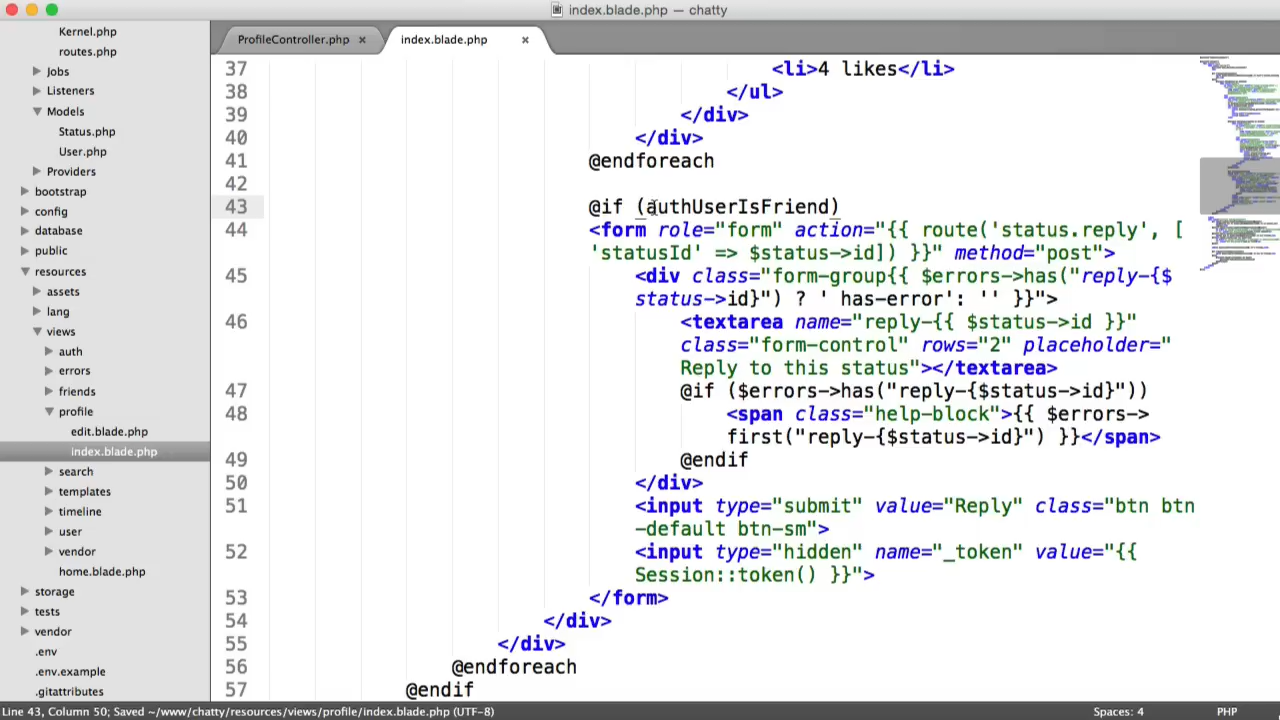 index.blade.php — chatty
ProfileController.php ×
index.blade.php ×
Kernel.php
routes.php
Jobs
Listeners
Models
Status.php
User.php
Providers
bootstrap
config
database
public
resources
assets
lang
views
auth
errors
friends
profile
edit.blade.php
index.blade.php
search
templates
timeline
user
vendor
home.blade.php
storage
tests
vendor
.env
.env.example
.gitattributes
37 <li>4 likes</li>
38 </ul>
39 </div>
40 </div>
41 @endforeach
42
43 @if (authUserIsFriend)
44 <form role="form" action="{{ route('status.reply', [
'statusId' => $status->id]) }}" method="post">
45 <div class="form-group{{ $errors->has("reply-{$
status->id}") ? ' has-error': '' }}">
46 <textarea name="reply-{{ $status->id }}"
class="form-control" rows="2" placeholder="
Reply to this status"></textarea>
47 @if ($errors->has("reply-{$status->id}"))
48 <span class="help-block">{{ $errors->
first("reply-{$status->id}") }}</span>
49 @endif
50 </div>
51 <input type="submit" value="Reply" class="btn btn
-default btn-sm">
52 <input type="hidden" name="_token" value="{{
Session::token() }}">
53 </form>
54 </div>
55 </div>
56 @endforeach
57 @endif
Line 43, Column 50; Saved ~/www/chatty/resources/views/profile/index.blade.php (UTF-8)
Spaces: 4
PHP